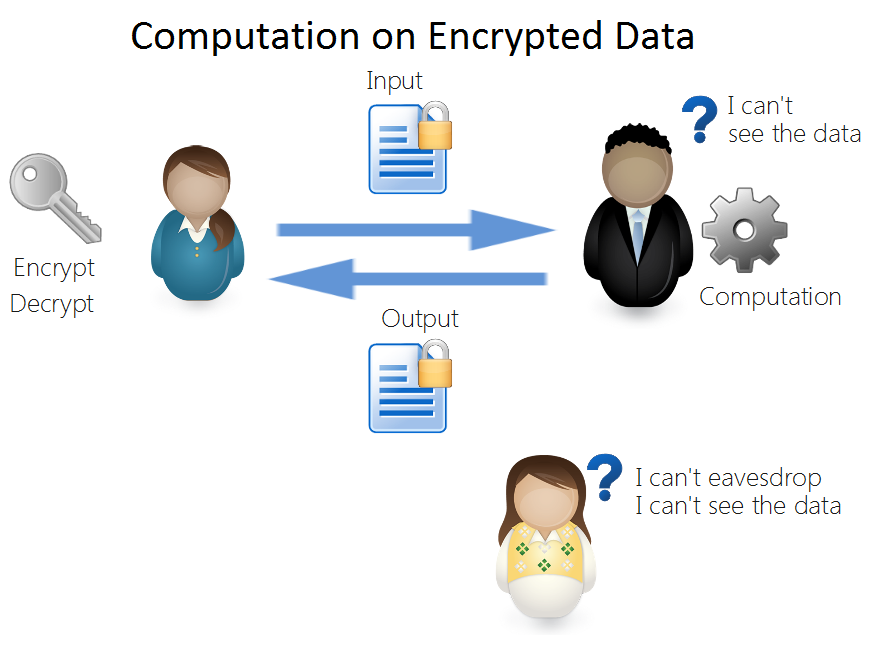 Computation on Encrypted Data
Input
I can't
see the data
Encrypt
Decrypt
Computation
Output
I can't eavesdrop
I can't see the data